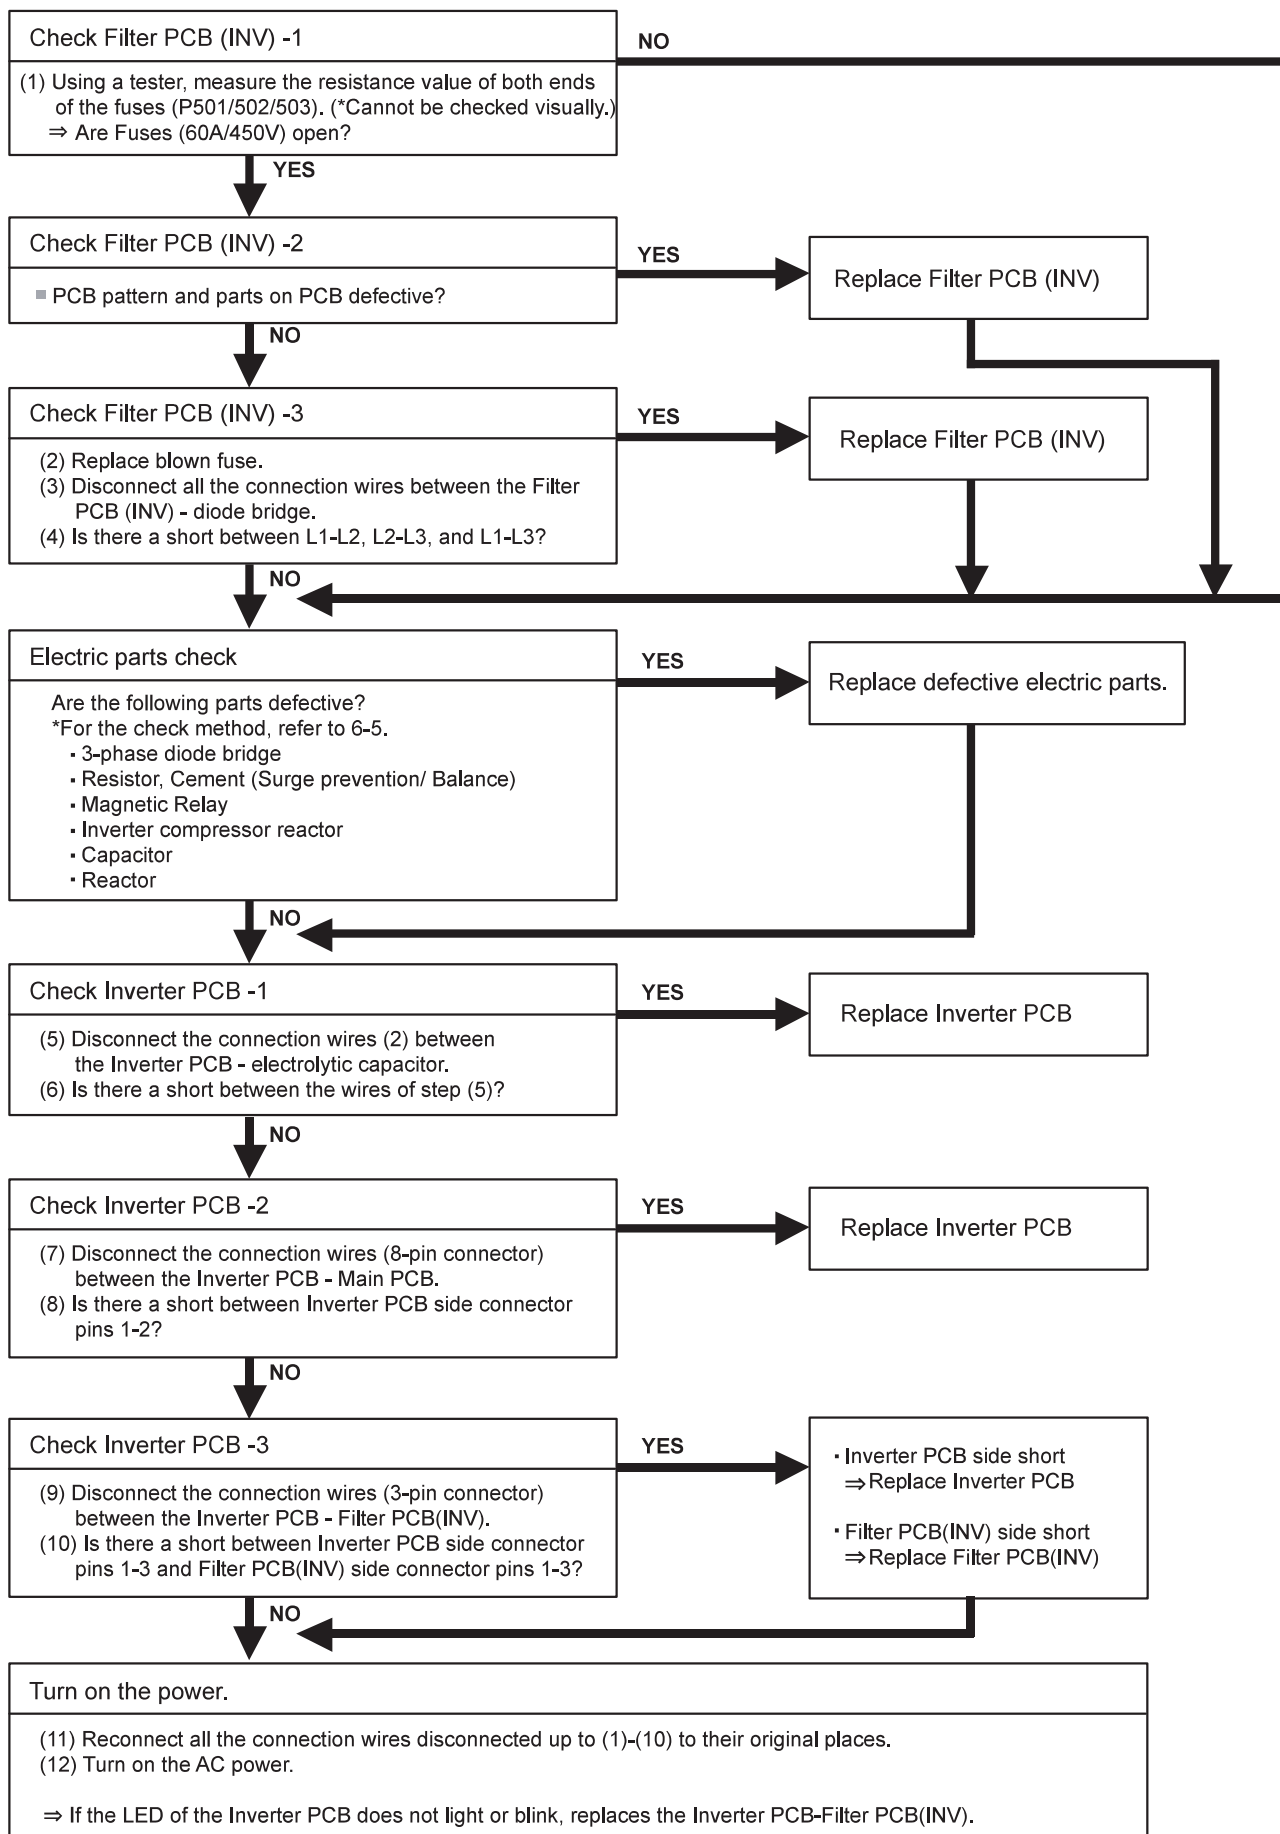 Check Filter PCB (INV) -1
NO
(1) Using a tester, measure the resistance value of both ends
of the fuses (P501/502/503). (*Cannot be checked visually.)
⇒ Are Fuses (60A/450V) open?
YES
Check Filter PCB (INV) -2
YES
Replace Filter PCB (INV)
■ PCB pattern and parts on PCB defective?
NO
Check Filter PCB (INV) -3
YES
Replace Filter PCB (INV)
(2) Replace blown fuse.
(3) Disconnect all the connection wires between the Filter
PCB (INV) - diode bridge.
(4) Is there a short between L1-L2, L2-L3, and L1-L3?
NO
Electric parts check
YES
Replace defective electric parts.
Are the following parts defective?
*For the check method, refer to 6-5.
・3-phase diode bridge
・Resistor, Cement (Surge prevention/ Balance)
・Magnetic Relay
・Inverter compressor reactor
・Capacitor
・Reactor
NO
Check Inverter PCB -1
YES
Replace Inverter PCB
(5) Disconnect the connection wires (2) between
the Inverter PCB - electrolytic capacitor.
(6) Is there a short between the wires of step (5)?
NO
Check Inverter PCB -2
YES
Replace Inverter PCB
(7) Disconnect the connection wires (8-pin connector)
between the Inverter PCB - Main PCB.
(8) Is there a short between Inverter PCB side connector
pins 1-2?
NO
Check Inverter PCB -3
YES
・Inverter PCB side short
⇒Replace Inverter PCB
・Filter PCB(INV) side short
⇒Replace Filter PCB(INV)
(9) Disconnect the connection wires (3-pin connector)
between the Inverter PCB - Filter PCB(INV).
(10) Is there a short between Inverter PCB side connector
pins 1-3 and Filter PCB(INV) side connector pins 1-3?
NO
Turn on the power.
(11) Reconnect all the connection wires disconnected up to (1)-(10) to their original places.
(12) Turn on the AC power.
⇒ If the LED of the Inverter PCB does not light or blink, replaces the Inverter PCB-Filter PCB(INV).